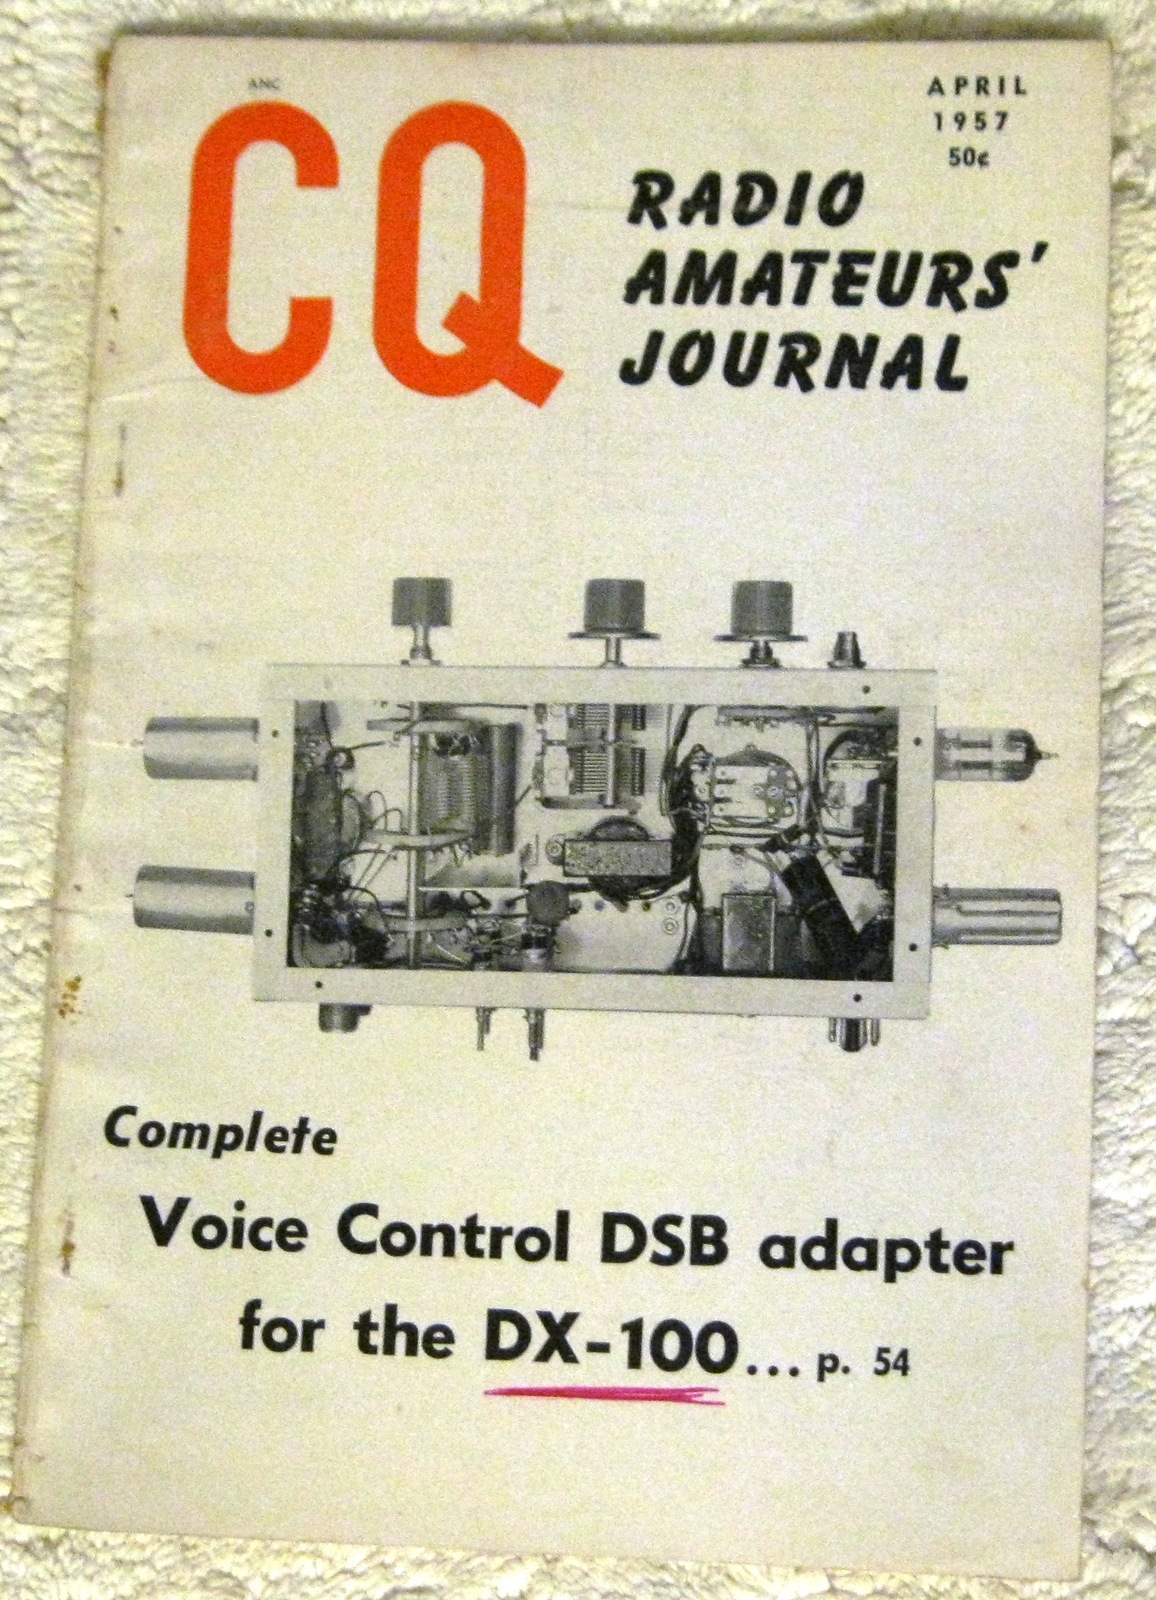 ANC
CQ
APRIL
1957
50¢
RADIO
AMATEURS'
JOURNAL
Complete
Voice Control DSB adapter
for the DX-100... p. 54